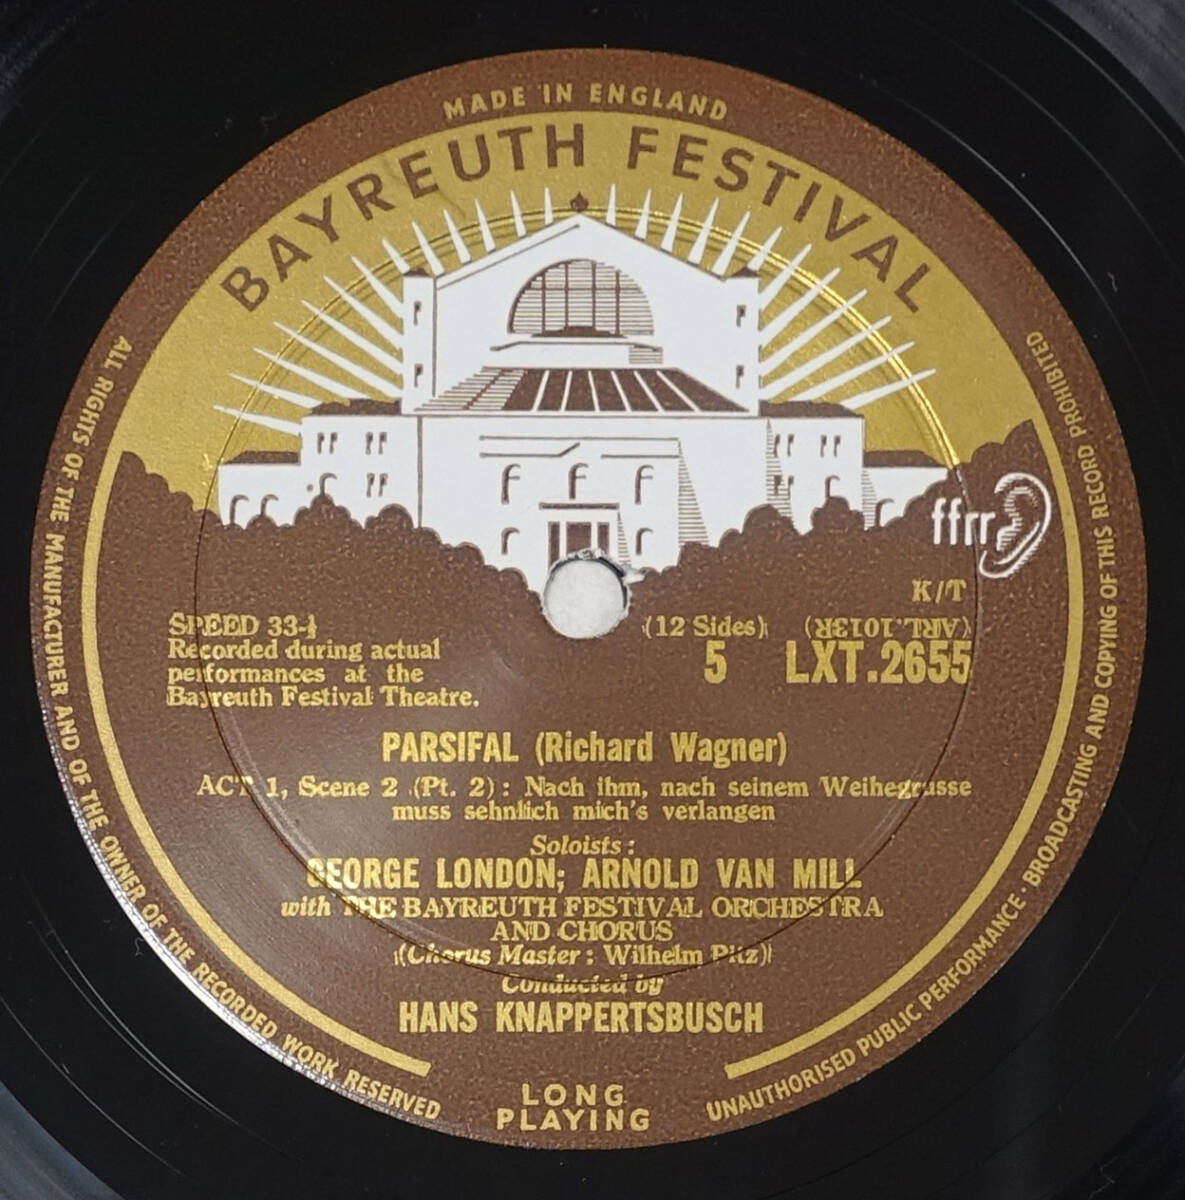 MADE IN ENGLAND
BAYREUTH FESTIVAL
ffrr
K/T
SPEED 33-⅓
(12 Sides)
(ARL.1013R)
Recorded during actual
performances at the
Bayreuth Festival Theatre.
5
LXT.2655
PARSIFAL (Richard Wagner)
ACT 1, Scene 2 (Pt. 2) : Nach ihm, nach seinem Weihegrusse
muss sehnlich mich's verlangen
Soloists :
GEORGE LONDON; ARNOLD VAN MILL
with THE BAYREUTH FESTIVAL ORCHESTRA
AND CHORUS
(Chorus Master : Wilhelm Pitz)
Conducted by
HANS KNAPPERTSBUSCH
LONG
PLAYING
ALL RIGHTS OF THE MANUFACTURER AND OF THE OWNER OF THE RECORDED WORK RESERVED
UNAUTHORISED PUBLIC PERFORMANCE · BROADCASTING AND COPYING OF THIS RECORD PROHIBITED